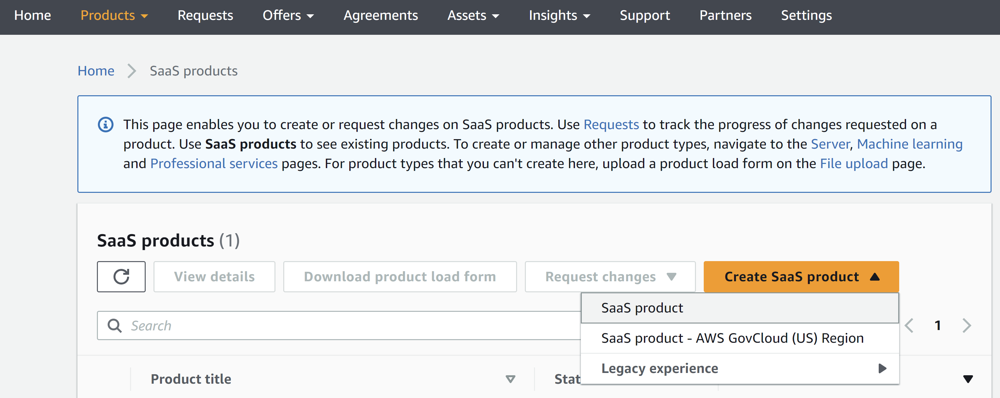 Home Products Requests Offers Agreements Assets Insights Support Partners Settings
Home SaaS products
This page enables you to create or request changes on SaaS products. Use Requests to track the progress of changes requested on a
product. Use SaaS products to see existing products. To create or manage other product types, navigate to the Server, Machine learning
and Professional services pages. For product types that you can't create here, upload a product load form on the File upload page.
SaaS products (1)
View details Download product load form Request changes Create SaaS product
SaaS product
Search 1
SaaS product - AWS GovCloud (US) Region
Legacy experience
Product title Stat